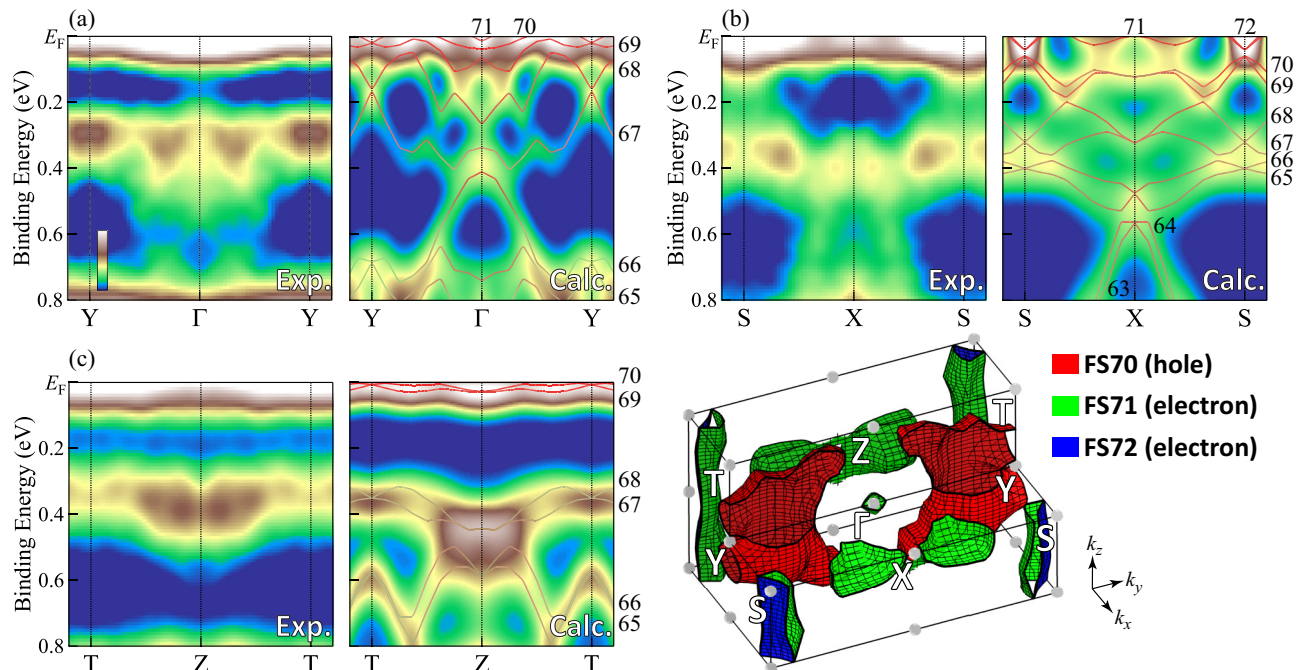 (a)
71 70
E_F
69
68
67
66
65
0.2
0.4
0.6
0.8
Binding Energy (eV)
Exp.
Calc.
Y Γ Y
Y Γ Y
(b)
71 72
E_F
70
69
68
67
66
65
64
63
0.2
0.4
0.6
0.8
Binding Energy (eV)
Exp.
Calc.
S X S
S X S
(c)
E_F
70
69
68
67
66
65
0.2
0.4
0.6
0.8
Binding Energy (eV)
Exp.
Calc.
T Z T
T Z T
FS70 (hole)
FS71 (electron)
FS72 (electron)
T
Z
T
Y
Γ
Y
X
S
S
k_z
k_y
k_x